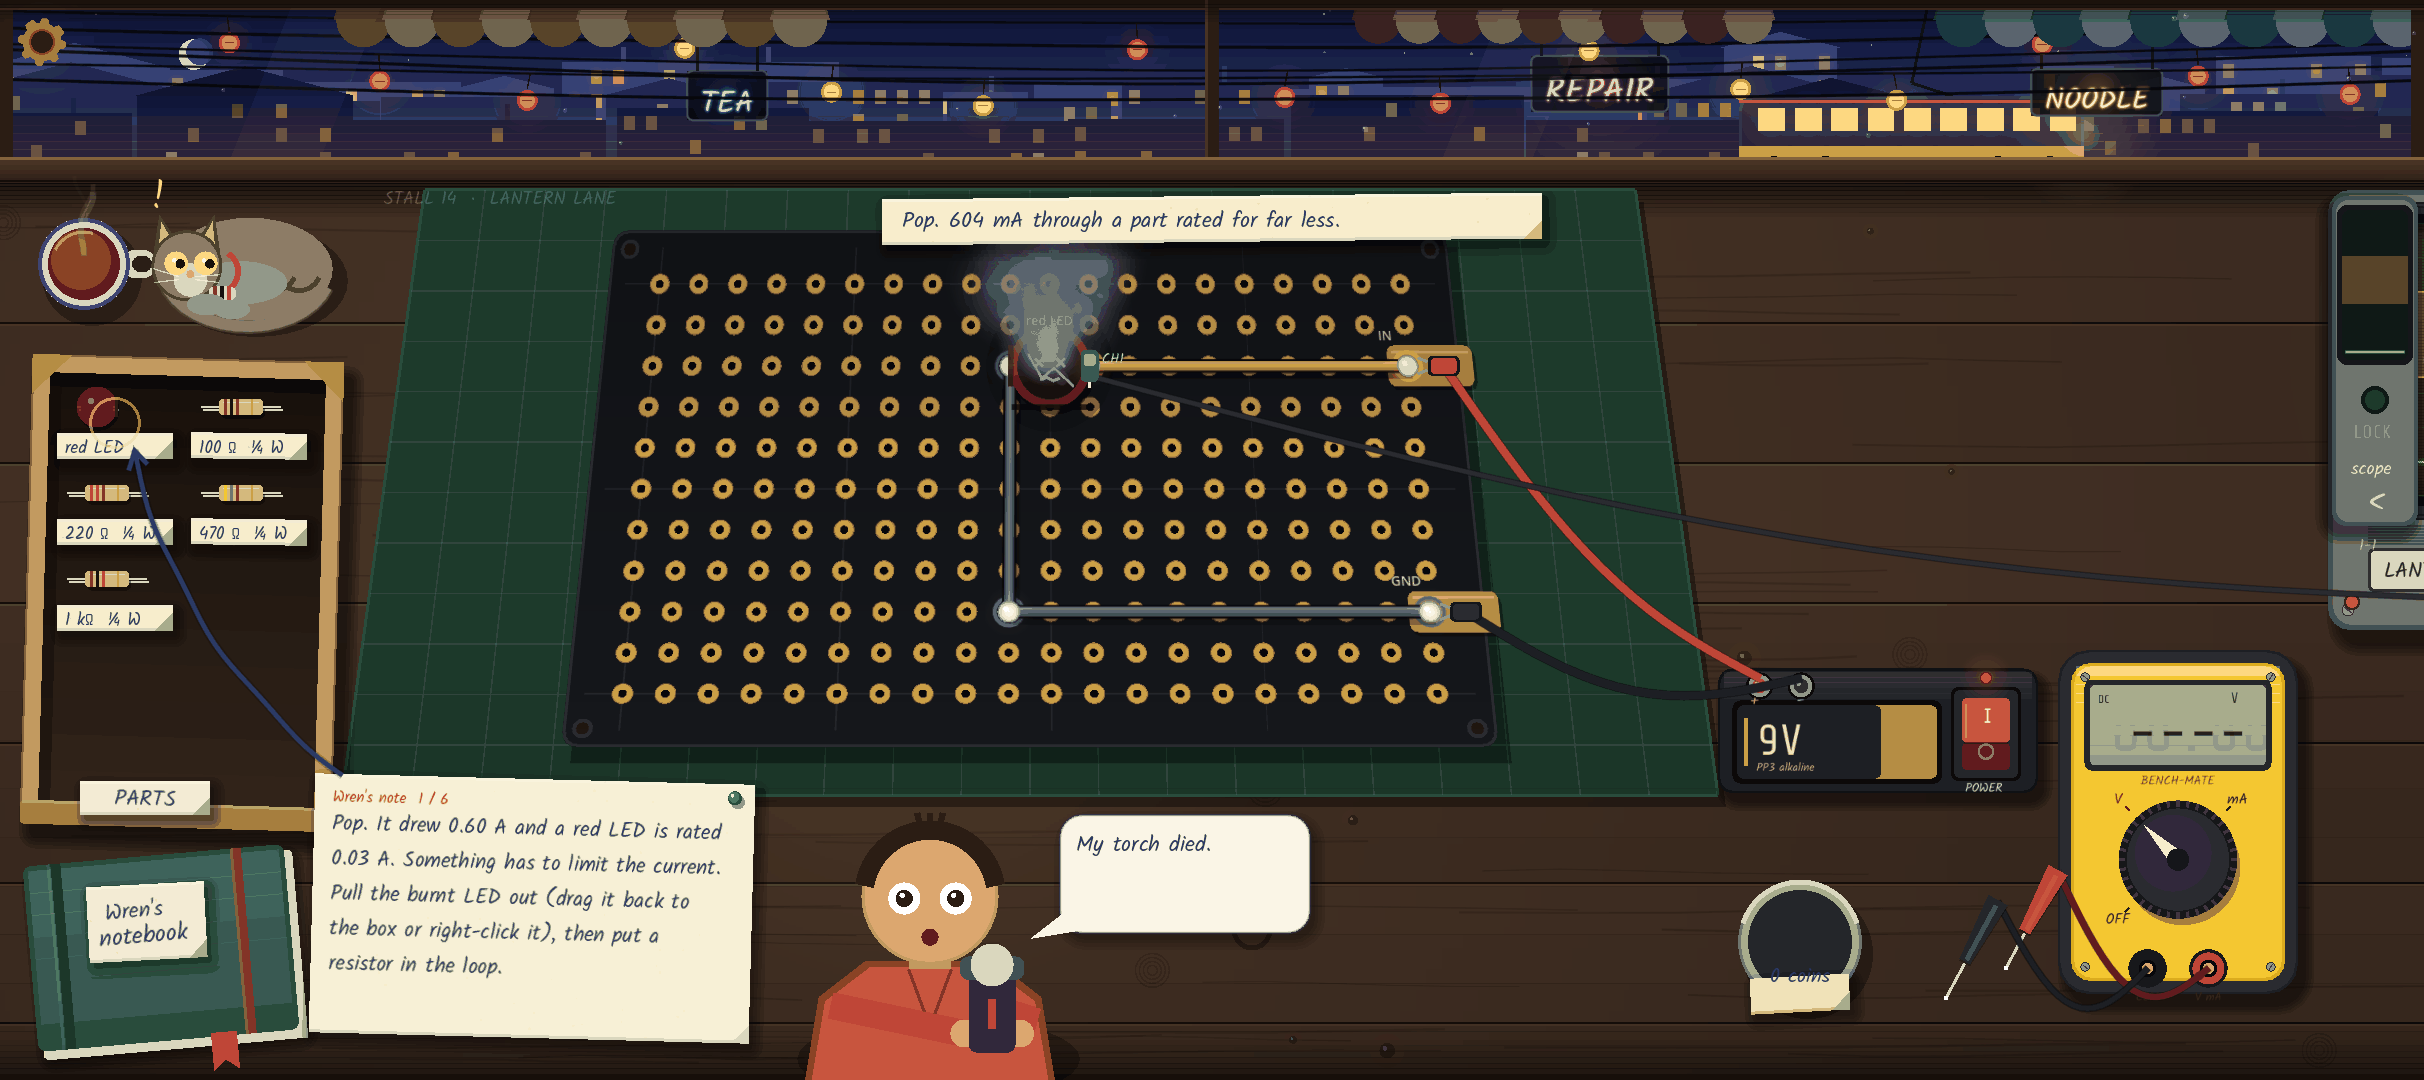 TEA
REPAIR
NOODLE
STALL 14 · LANTERN LANE
Pop. 604 mA through a part rated for far less.
red LED
CH1
IN
GND
red LED
100 Ω ¼ W
220 Ω ¼ W
470 Ω ¼ W
1 kΩ ¼ W
PARTS
Wren's
notebook
Wren's note 1 / 6
Pop. It drew 0.60 A and a red LED is rated
0.03 A. Something has to limit the current.
Pull the burnt LED out (drag it back to
the box or right-click it), then put a
resistor in the loop.
My torch died.
0 coins
LOCK
scope
<
LAN
+
9V
PP3 alkaline
I
POWER
DC V
----
BENCH-MATE
V
mA
OFF